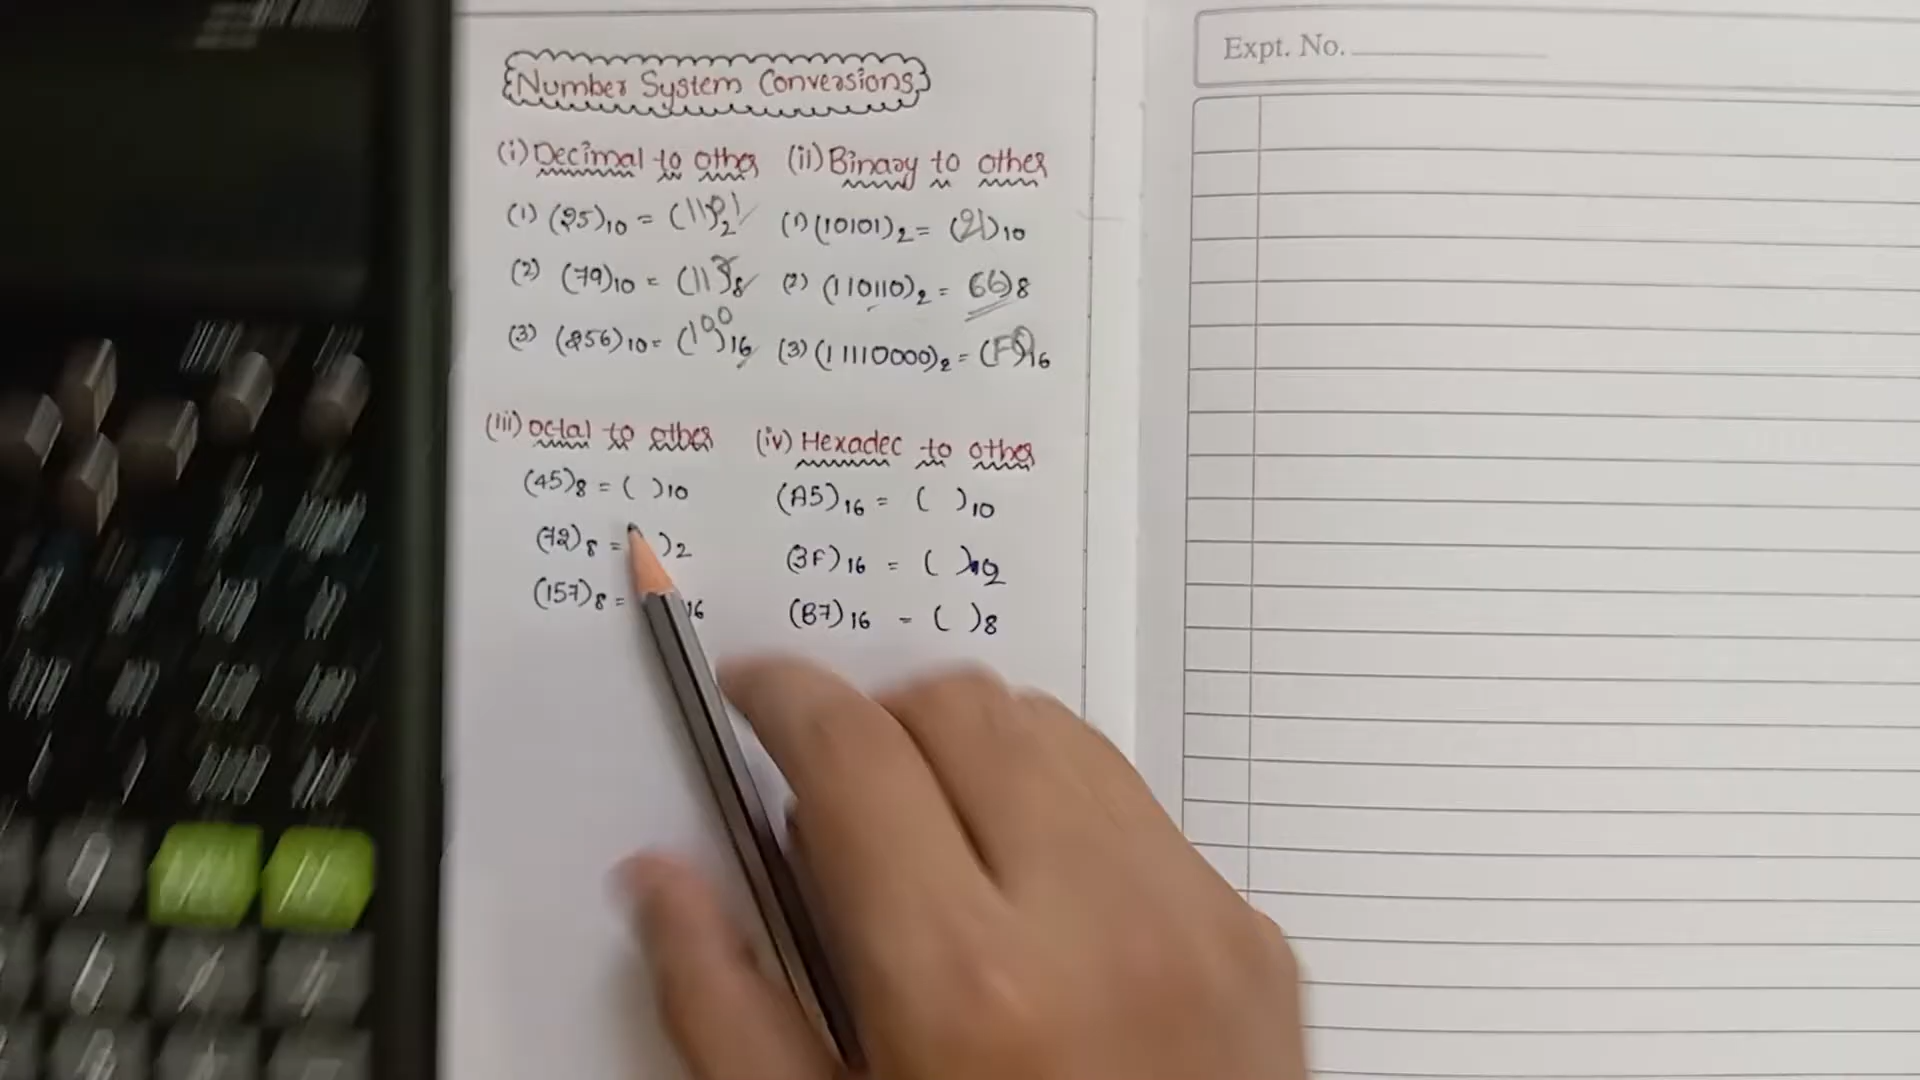 Expt. No.
Number System Conversions
(i) Decimal to other
(1) (25)10 = (11001)2
(2) (79)10 = (117)8
(3) (256)10 = (100)16
(ii) Binary to other
(1) (10101)2 = (21)10
(2) (110110)2 = 66)8
(3) (11110000)2 = (F0)16
(iii) Octal to other
(45)8 = ( )10
(72)8 = )2
(157)8 = 16
(iv) Hexadec to other
(A5)16 = ( )10
(3F)16 = ( )2
(B7)16 - ( )8